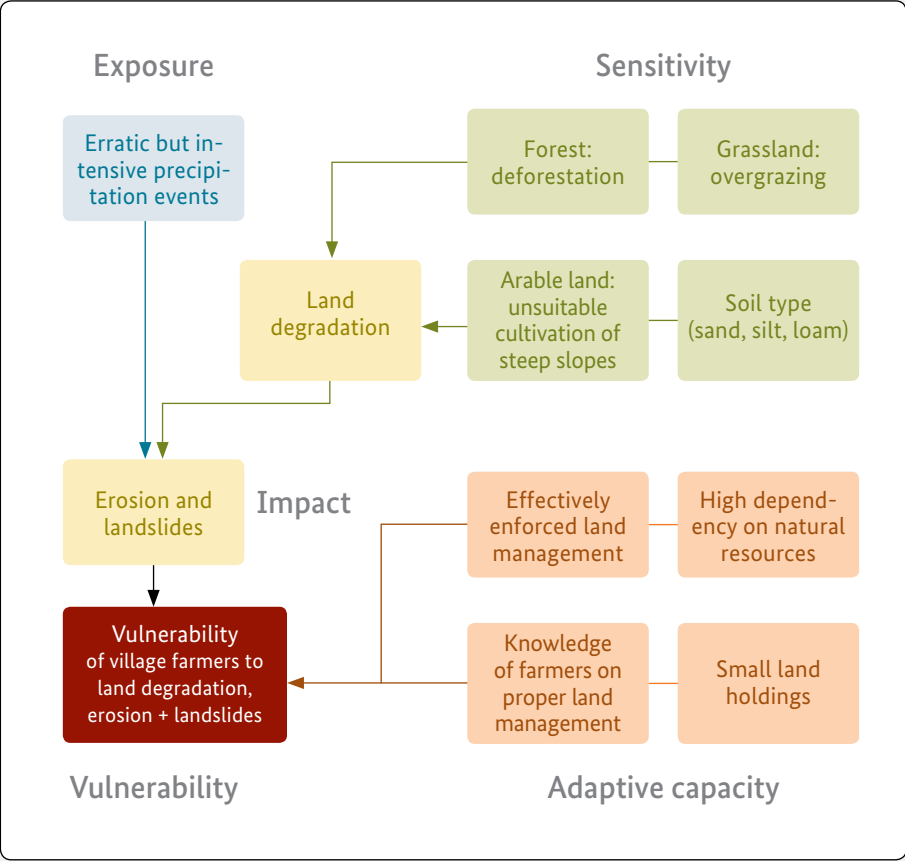 Exposure
Sensitivity
Erratic but in-
tensive precipi-
tation events
Forest:
deforestation
Grassland:
overgrazing
Land
degradation
Arable land:
unsuitable
cultivation of
steep slopes
Soil type
(sand, silt, loam)
Erosion and
landslides
Impact
Effectively
enforced land
management
High depend-
ency on natural
resources
Vulnerability
of village farmers to
land degradation,
erosion + landslides
Knowledge
of farmers on
proper land
management
Small land
holdings
Vulnerability
Adaptive capacity